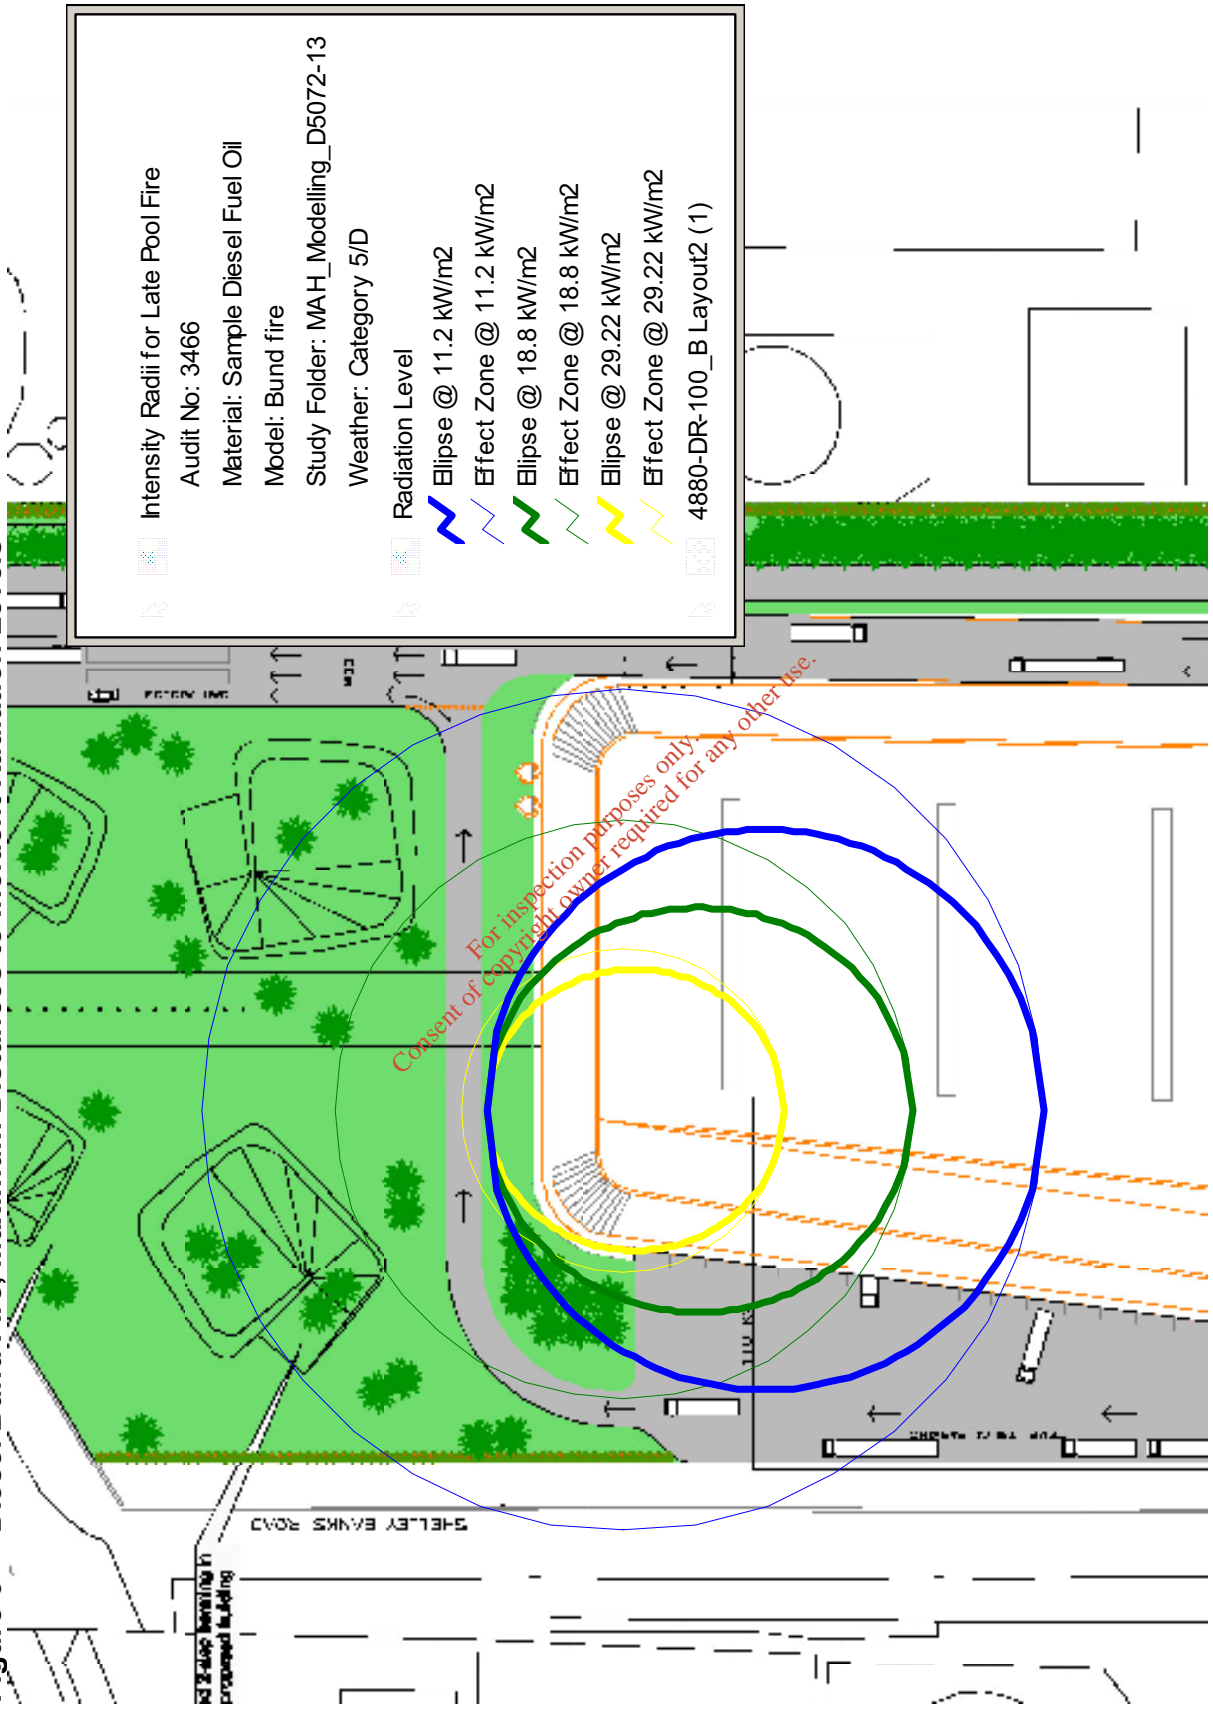 Intensity Radii for Late Pool Fire
Audit No: 3466
Material: Sample Diesel Fuel Oil
Model: Bund fire
Study Folder: MAH_Modelling_D5072-13
Weather: Category 5/D
Radiation Level
Ellipse @ 11.2 kW/m2
Effect Zone @ 11.2 kW/m2
Ellipse @ 18.8 kW/m2
Effect Zone @ 18.8 kW/m2
Ellipse @ 29.22 kW/m2
Effect Zone @ 29.22 kW/m2
4880-DR-100_B Layout2 (1)
For inspection purposes only.
Consent of copyright owner required for any other use.
SHELLEY BANKS ROAD
proposed building